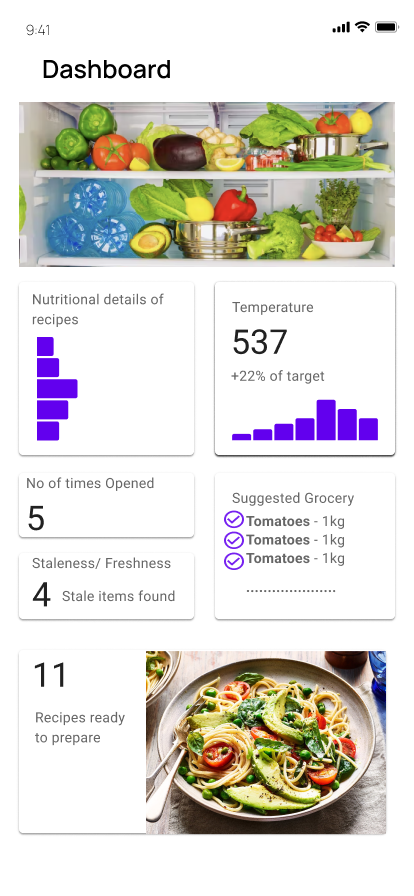 9:41
Dashboard
Nutritional details of
recipes
Temperature
537
+22% of target
No of times Opened
5
Suggested Grocery
Tomatoes - 1kg
Tomatoes - 1kg
Tomatoes - 1kg
.....................
Staleness/ Freshness
4 Stale items found
11
Recipes ready
to prepare